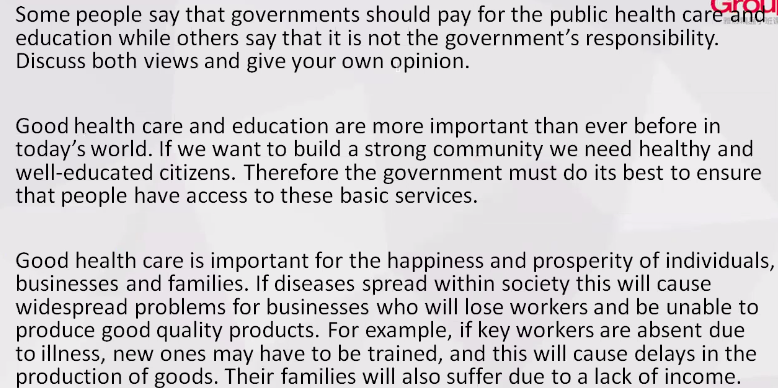 Group
Some people say that governments should pay for the public health care and
education while others say that it is not the government's responsibility.
Discuss both views and give your own opinion.
Good health care and education are more important than ever before in
today's world. If we want to build a strong community we need healthy and
well-educated citizens. Therefore the government must do its best to ensure
that people have access to these basic services.
Good health care is important for the happiness and prosperity of individuals,
businesses and families. If diseases spread within society this will cause
widespread problems for businesses who will lose workers and be unable to
produce good quality products. For example, if key workers are absent due
to illness, new ones may have to be trained, and this will cause delays in the
production of goods. Their families will also suffer due to a lack of income.